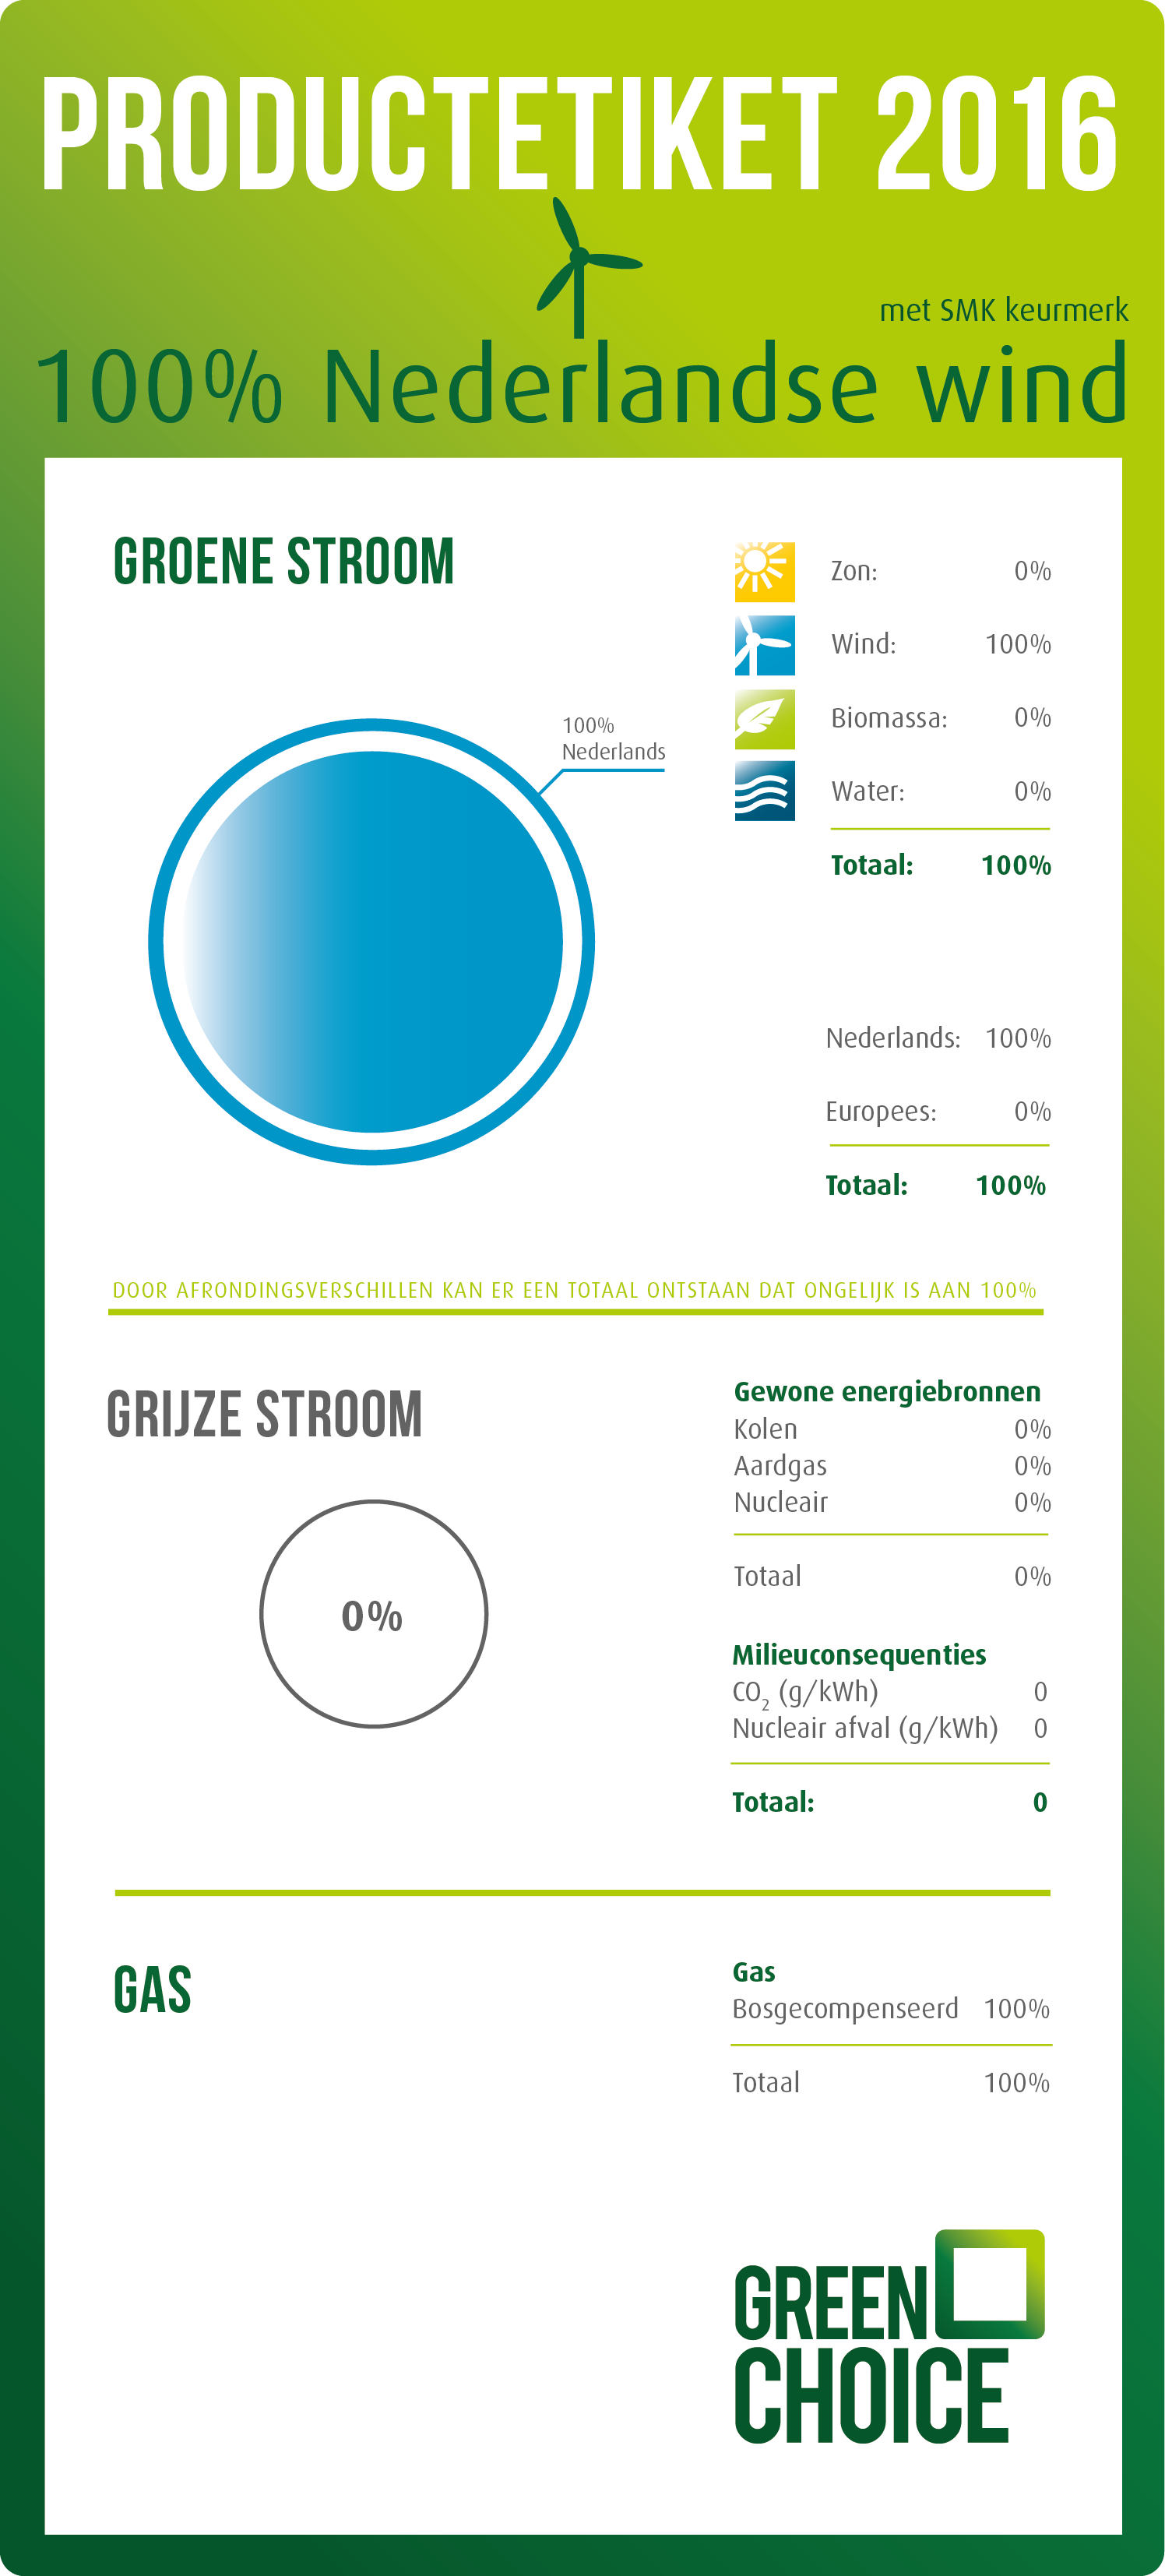 PRODUCTETIKET 2016
met SMK keurmerk
100% Nederlandse wind
GROENE STROOM
Zon: 0%
Wind: 100%
Biomassa: 0%
Water: 0%
Totaal: 100%
100%
Nederlands
Nederlands: 100%
Europees: 0%
Totaal: 100%
DOOR AFRONDINGSVERSCHILLEN KAN ER EEN TOTAAL ONTSTAAN DAT ONGELIJK IS AAN 100%
GRIJZE STROOM
0%
Gewone energiebronnen
Kolen 0%
Aardgas 0%
Nucleair 0%
Totaal 0%
Milieuconsequenties
CO₂ (g/kWh) 0
Nucleair afval (g/kWh) 0
Totaal: 0
GAS
Gas
Bosgecompenseerd 100%
Totaal 100%
GREEN
CHOICE